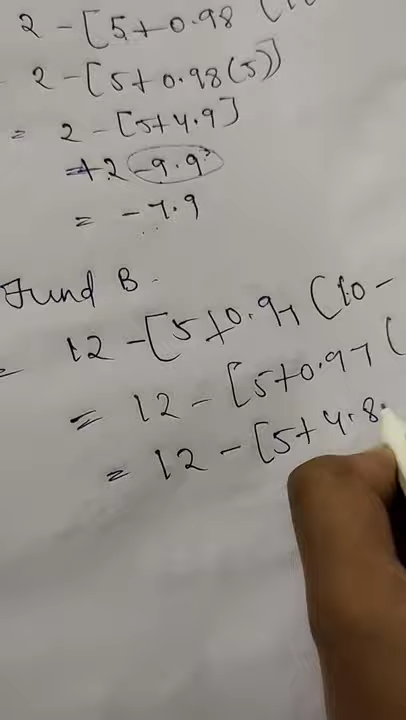 2 - [5+0.98 (10
2 - [5+0.98(5)]
= 2 - [5+4.9]
2 -9.9
= -7.9
Fund B.
= 12 - [5+0.97 (10 -
= 12 - [5+0.97 (
= 12 - [5+4.8